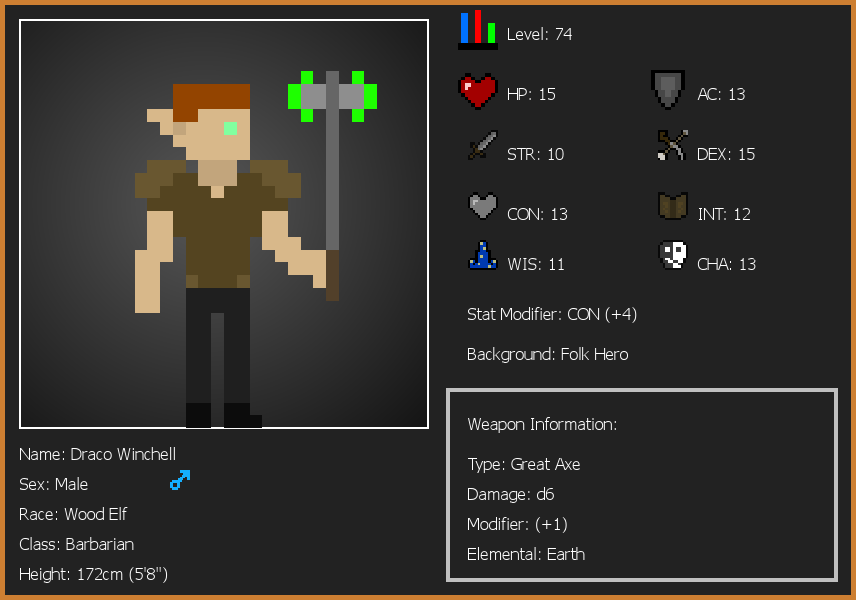 Level: 74
HP: 15
AC: 13
STR: 10
DEX: 15
CON: 13
INT: 12
WIS: 11
CHA: 13
Stat Modifier: CON (+4)
Background: Folk Hero
Name: Draco Winchell
Sex: Male
Race: Wood Elf
Class: Barbarian
Height: 172cm (5'8")
Weapon Information:
Type: Great Axe
Damage: d6
Modifier: (+1)
Elemental: Earth